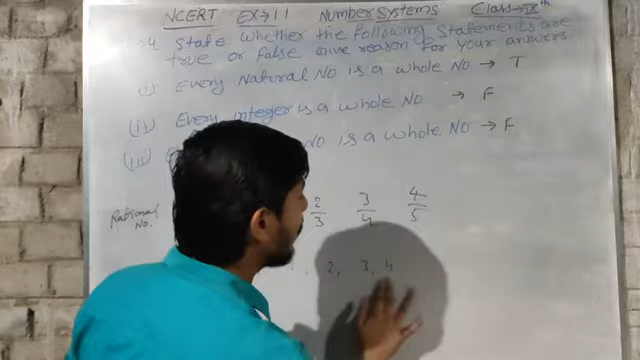 NCERT EX→1.1 Number Systems Class→IXth
4 State whether the following Statements are
true or false Give reason for your answers
(i) Every Natural No is a whole No → T
(ii) Every integer is a whole No → F
(iii) No is a whole No → F
Rational No.
2/3 3/4 4/5
, 2, 3, 4